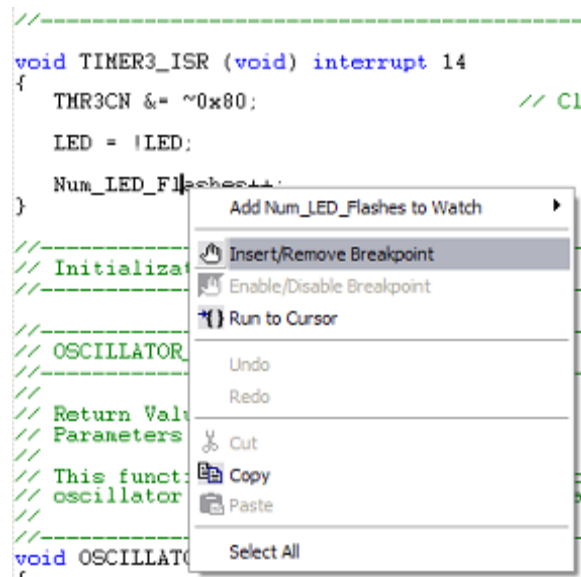 //------------------------------------------
void TIMER3_ISR (void) interrupt 14
{
TMR3CN &= ~0x80; // Cl
LED = !LED;
Num_LED_Flashes++;
}
Add Num_LED_Flashes to Watch
Insert/Remove Breakpoint
Enable/Disable Breakpoint
Run to Cursor
Undo
Redo
Cut
Copy
Paste
Select All
//------------------------------------------
// Initializat
//------------------------------------------
//------------------------------------------
// OSCILLATOR_
//------------------------------------------
//
// Return Valu
// Parameters
//
// This functi
// oscillator
//
//------------------------------------------
void OSCILLATO
{